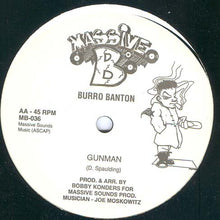 MASSIVE
B
BURRO BANTON
AA - 45 RPM
MB-036
Massive Sounds
Music (ASCAP)
GUNMAN
(D. Spaulding)
PROD. & ARR. BY
BOBBY KONDERS FOR
MASSIVE SOUNDS PROD.
MUSICIAN - JOE MOSKOWITZ